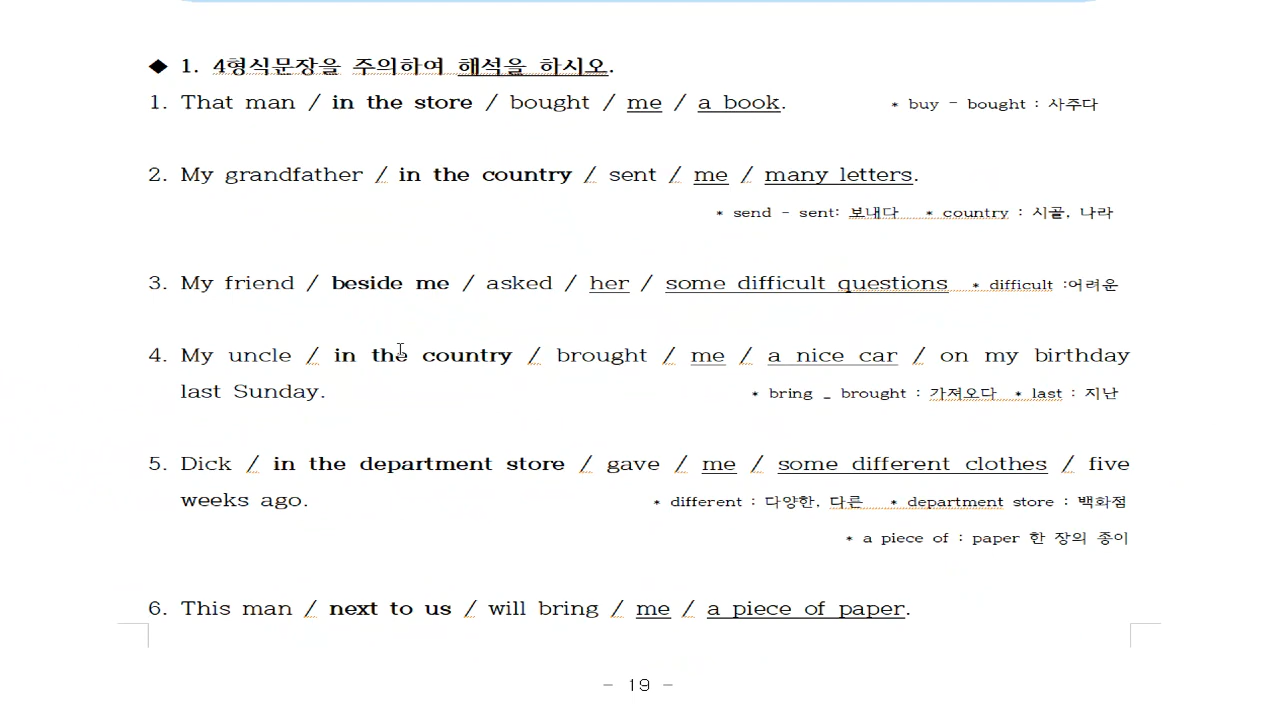 ◆ 1. 4형식문장을 주의하여 해석을 하시오.
1. That man / in the store / bought / me / a book. * buy - bought : 사주다
2. My grandfather / in the country / sent / me / many letters.
* send - sent: 보내다 * country : 시골, 나라
3. My friend / beside me / asked / her / some difficult questions * difficult :어려운
4. My uncle / in the country / brought / me / a nice car / on my birthday
last Sunday. * bring _ brought : 가져오다 * last : 지난
5. Dick / in the department store / gave / me / some different clothes / five
weeks ago. * different : 다양한, 다른 * department store : 백화점
* a piece of : paper 한 장의 종이
6. This man / next to us / will bring / me / a piece of paper.
- 19 -